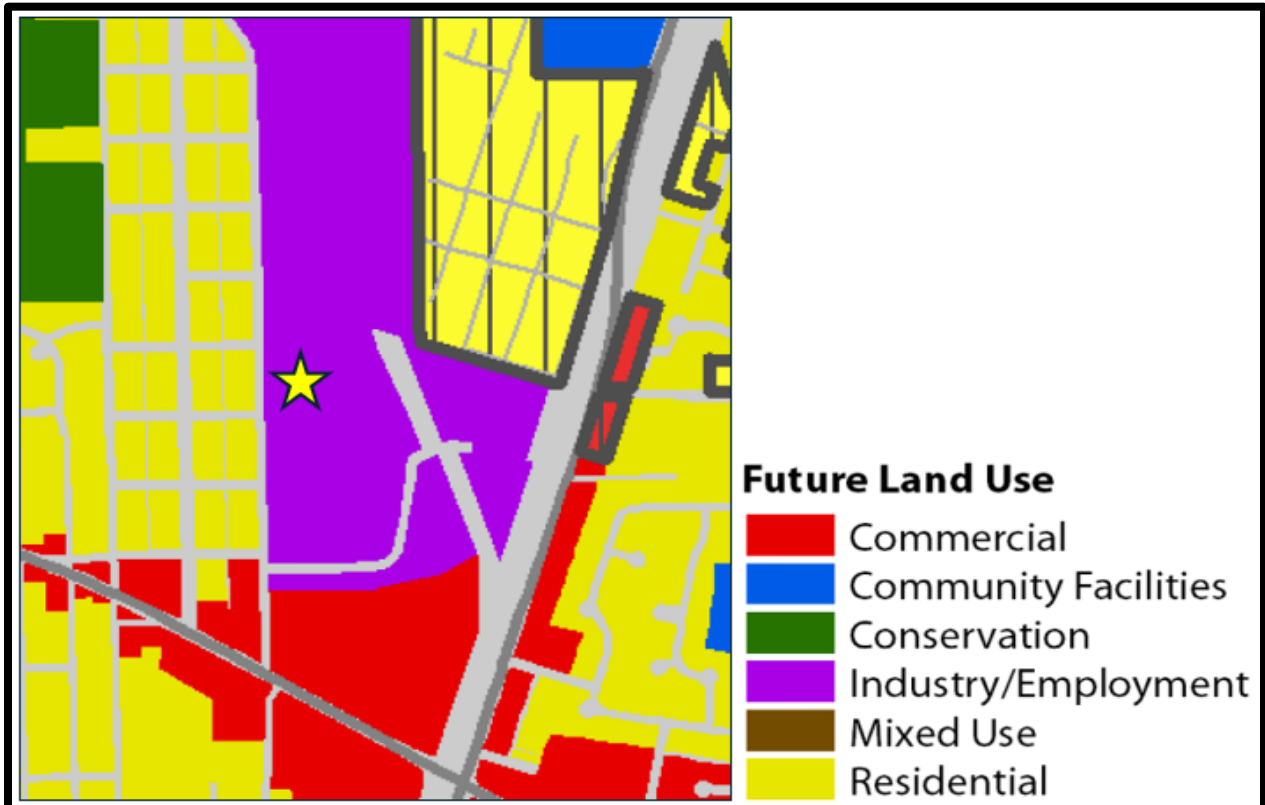 Future Land Use
Commercial
Community Facilities
Conservation
Industry/Employment
Mixed Use
Residential